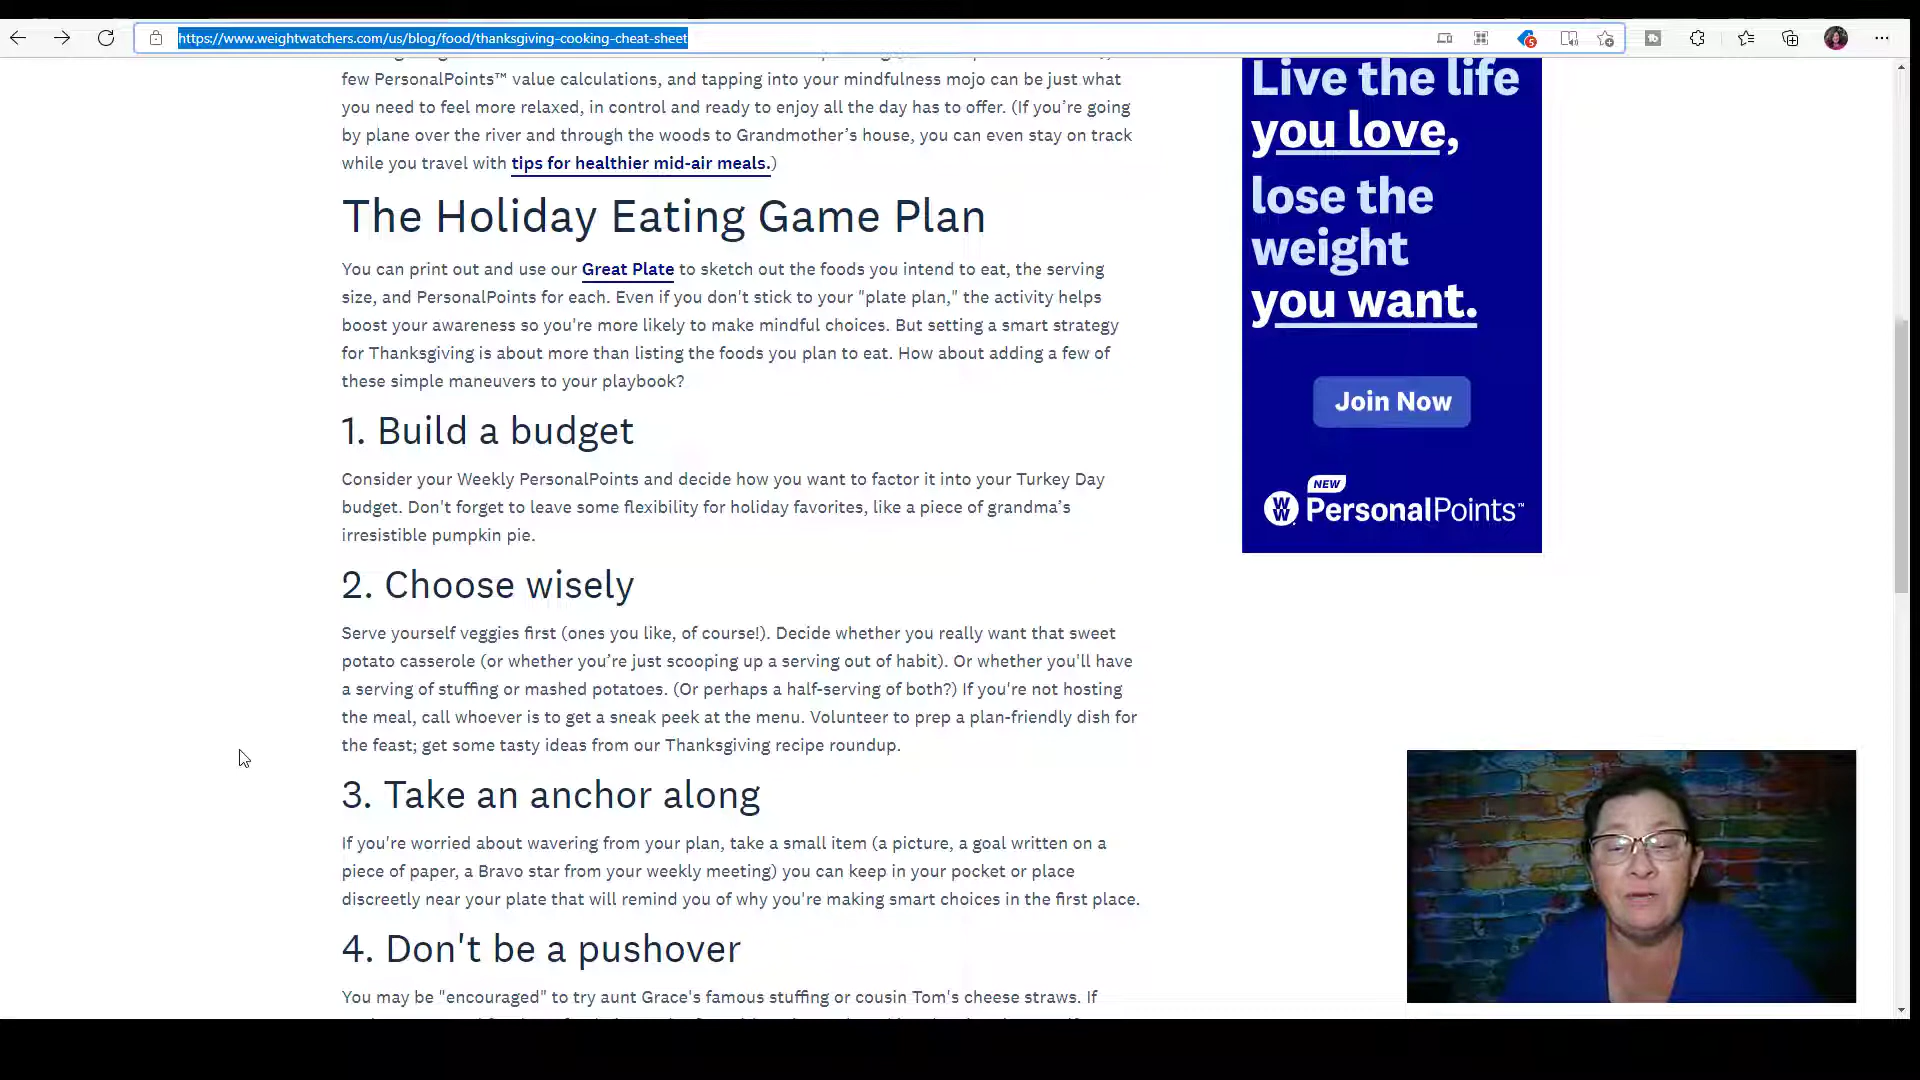 https://www.weightwatchers.com/us/blog/food/thanksgiving-cooking-cheat-sheet
5
few PersonalPoints™ value calculations, and tapping into your mindfulness mojo can be just what
you need to feel more relaxed, in control and ready to enjoy all the day has to offer. (If you’re going
by plane over the river and through the woods to Grandmother’s house, you can even stay on track
while you travel with tips for healthier mid-air meals.)
The Holiday Eating Game Plan
You can print out and use our Great Plate to sketch out the foods you intend to eat, the serving
size, and PersonalPoints for each. Even if you don't stick to your "plate plan," the activity helps
boost your awareness so you're more likely to make mindful choices. But setting a smart strategy
for Thanksgiving is about more than listing the foods you plan to eat. How about adding a few of
these simple maneuvers to your playbook?
1. Build a budget
Consider your Weekly PersonalPoints and decide how you want to factor it into your Turkey Day
budget. Don't forget to leave some flexibility for holiday favorites, like a piece of grandma’s
irresistible pumpkin pie.
2. Choose wisely
Serve yourself veggies first (ones you like, of course!). Decide whether you really want that sweet
potato casserole (or whether you’re just scooping up a serving out of habit). Or whether you'll have
a serving of stuffing or mashed potatoes. (Or perhaps a half-serving of both?) If you're not hosting
the meal, call whoever is to get a sneak peek at the menu. Volunteer to prep a plan-friendly dish for
the feast; get some tasty ideas from our Thanksgiving recipe roundup.
3. Take an anchor along
If you're worried about wavering from your plan, take a small item (a picture, a goal written on a
piece of paper, a Bravo star from your weekly meeting) you can keep in your pocket or place
discreetly near your plate that will remind you of why you're making smart choices in the first place.
4. Don't be a pushover
You may be "encouraged" to try aunt Grace's famous stuffing or cousin Tom's cheese straws. If
Live the life
you love,
lose the
weight
you want.
Join Now
NEW
WW PersonalPoints™